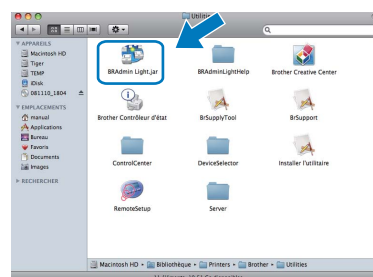 Utilities
APPAREILS
Macintosh HD
Tiger
TEMP
iDisk
081110_1804
EMPLACEMENTS
manual
Applications
Bureau
Favoris
Documents
Images
RECHERCHER
BRAdmin Light.jar
BRAdminLightHelp
Brother Creative Center
Brother Contrôleur d'état
BrSupplyTool
BrSupport
ControlCenter
DeviceSelector
Installer l'utilitaire
RemoteSetup
Server
Macintosh HD ▸ Bibliothèque ▸ Printers ▸ Brother ▸ Utilities